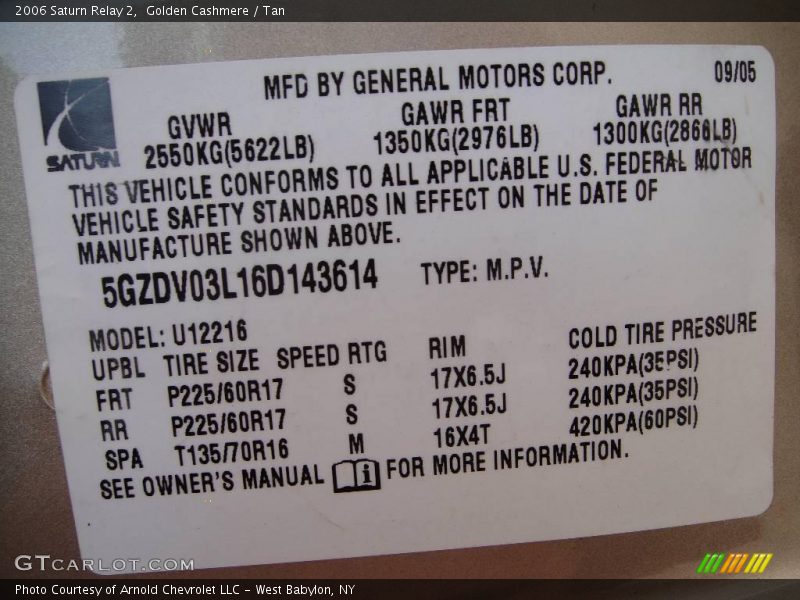 2006 Saturn Relay 2,  Golden Cashmere / Tan
MFD BY GENERAL MOTORS CORP. 09/05
GVWR GAWR FRT GAWR RR
SATURN 2550KG(5622LB) 1350KG(2976LB) 1300KG(2866LB)
THIS VEHICLE CONFORMS TO ALL APPLICABLE U.S. FEDERAL MOTOR
VEHICLE SAFETY STANDARDS IN EFFECT ON THE DATE OF
MANUFACTURE SHOWN ABOVE.
5GZDV03L16D143614 TYPE: M.P.V.
MODEL: U12216
UPBL TIRE SIZE SPEED RTG RIM COLD TIRE PRESSURE
FRT P225/60R17 S 17X6.5J 240KPA(35PSI)
RR P225/60R17 S 17X6.5J 240KPA(35PSI)
SPA T135/70R16 M 16X4T 420KPA(60PSI)
SEE OWNER'S MANUAL i FOR MORE INFORMATION.
GTCARLOT.COM
Photo Courtesy of Arnold Chevrolet LLC - West Babylon, NY